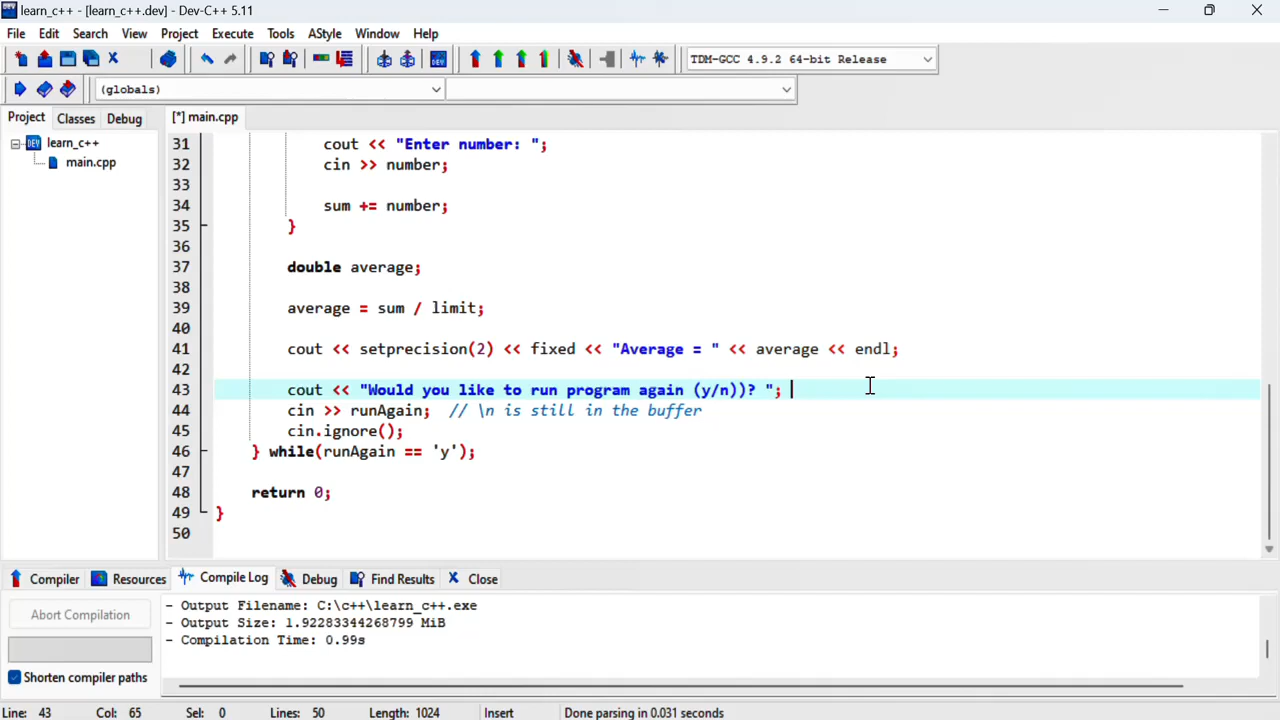 learn_c++ - [learn_c++.dev] - Dev-C++ 5.11
File Edit Search View Project Execute Tools AStyle Window Help
TDM-GCC 4.9.2 64-bit Release
(globals)
Project Classes Debug [*] main.cpp
learn_c++
main.cpp
31 cout << "Enter number: ";
32 cin >> number;
33
34 sum += number;
35 }
36
37 double average;
38
39 average = sum / limit;
40
41 cout << setprecision(2) << fixed << "Average = " << average << endl;
42
43 cout << "Would you like to run program again (y/n))? ";
44 cin >> runAgain; // \n is still in the buffer
45 cin.ignore();
46 } while(runAgain == 'y');
47
48 return 0;
49 }
50
Compiler Resources Compile Log Debug Find Results Close
Abort Compilation
Shorten compiler paths
- Output Filename: C:\c++\learn_c++.exe
- Output Size: 1.92283344268799 MiB
- Compilation Time: 0.99s
Line: 43 Col: 65 Sel: 0 Lines: 50 Length: 1024 Insert Done parsing in 0.031 seconds